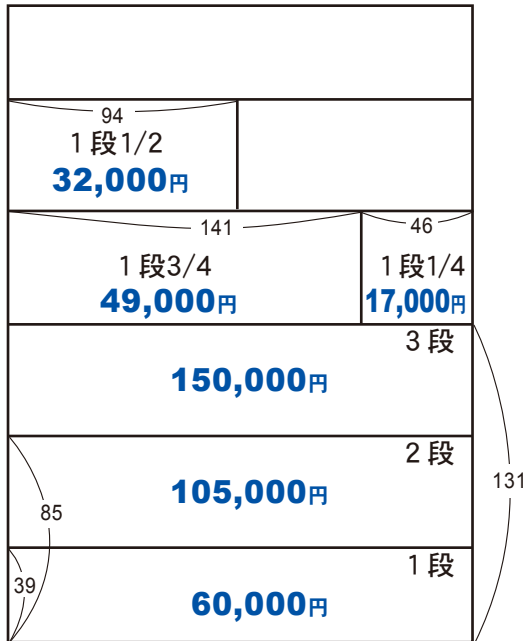 94
1段1/2
32,000円
141
46
1段3/4
49,000円
1段1/4
17,000円
3段
150,000円
2段
105,000円
131
85
1段
39
60,000円